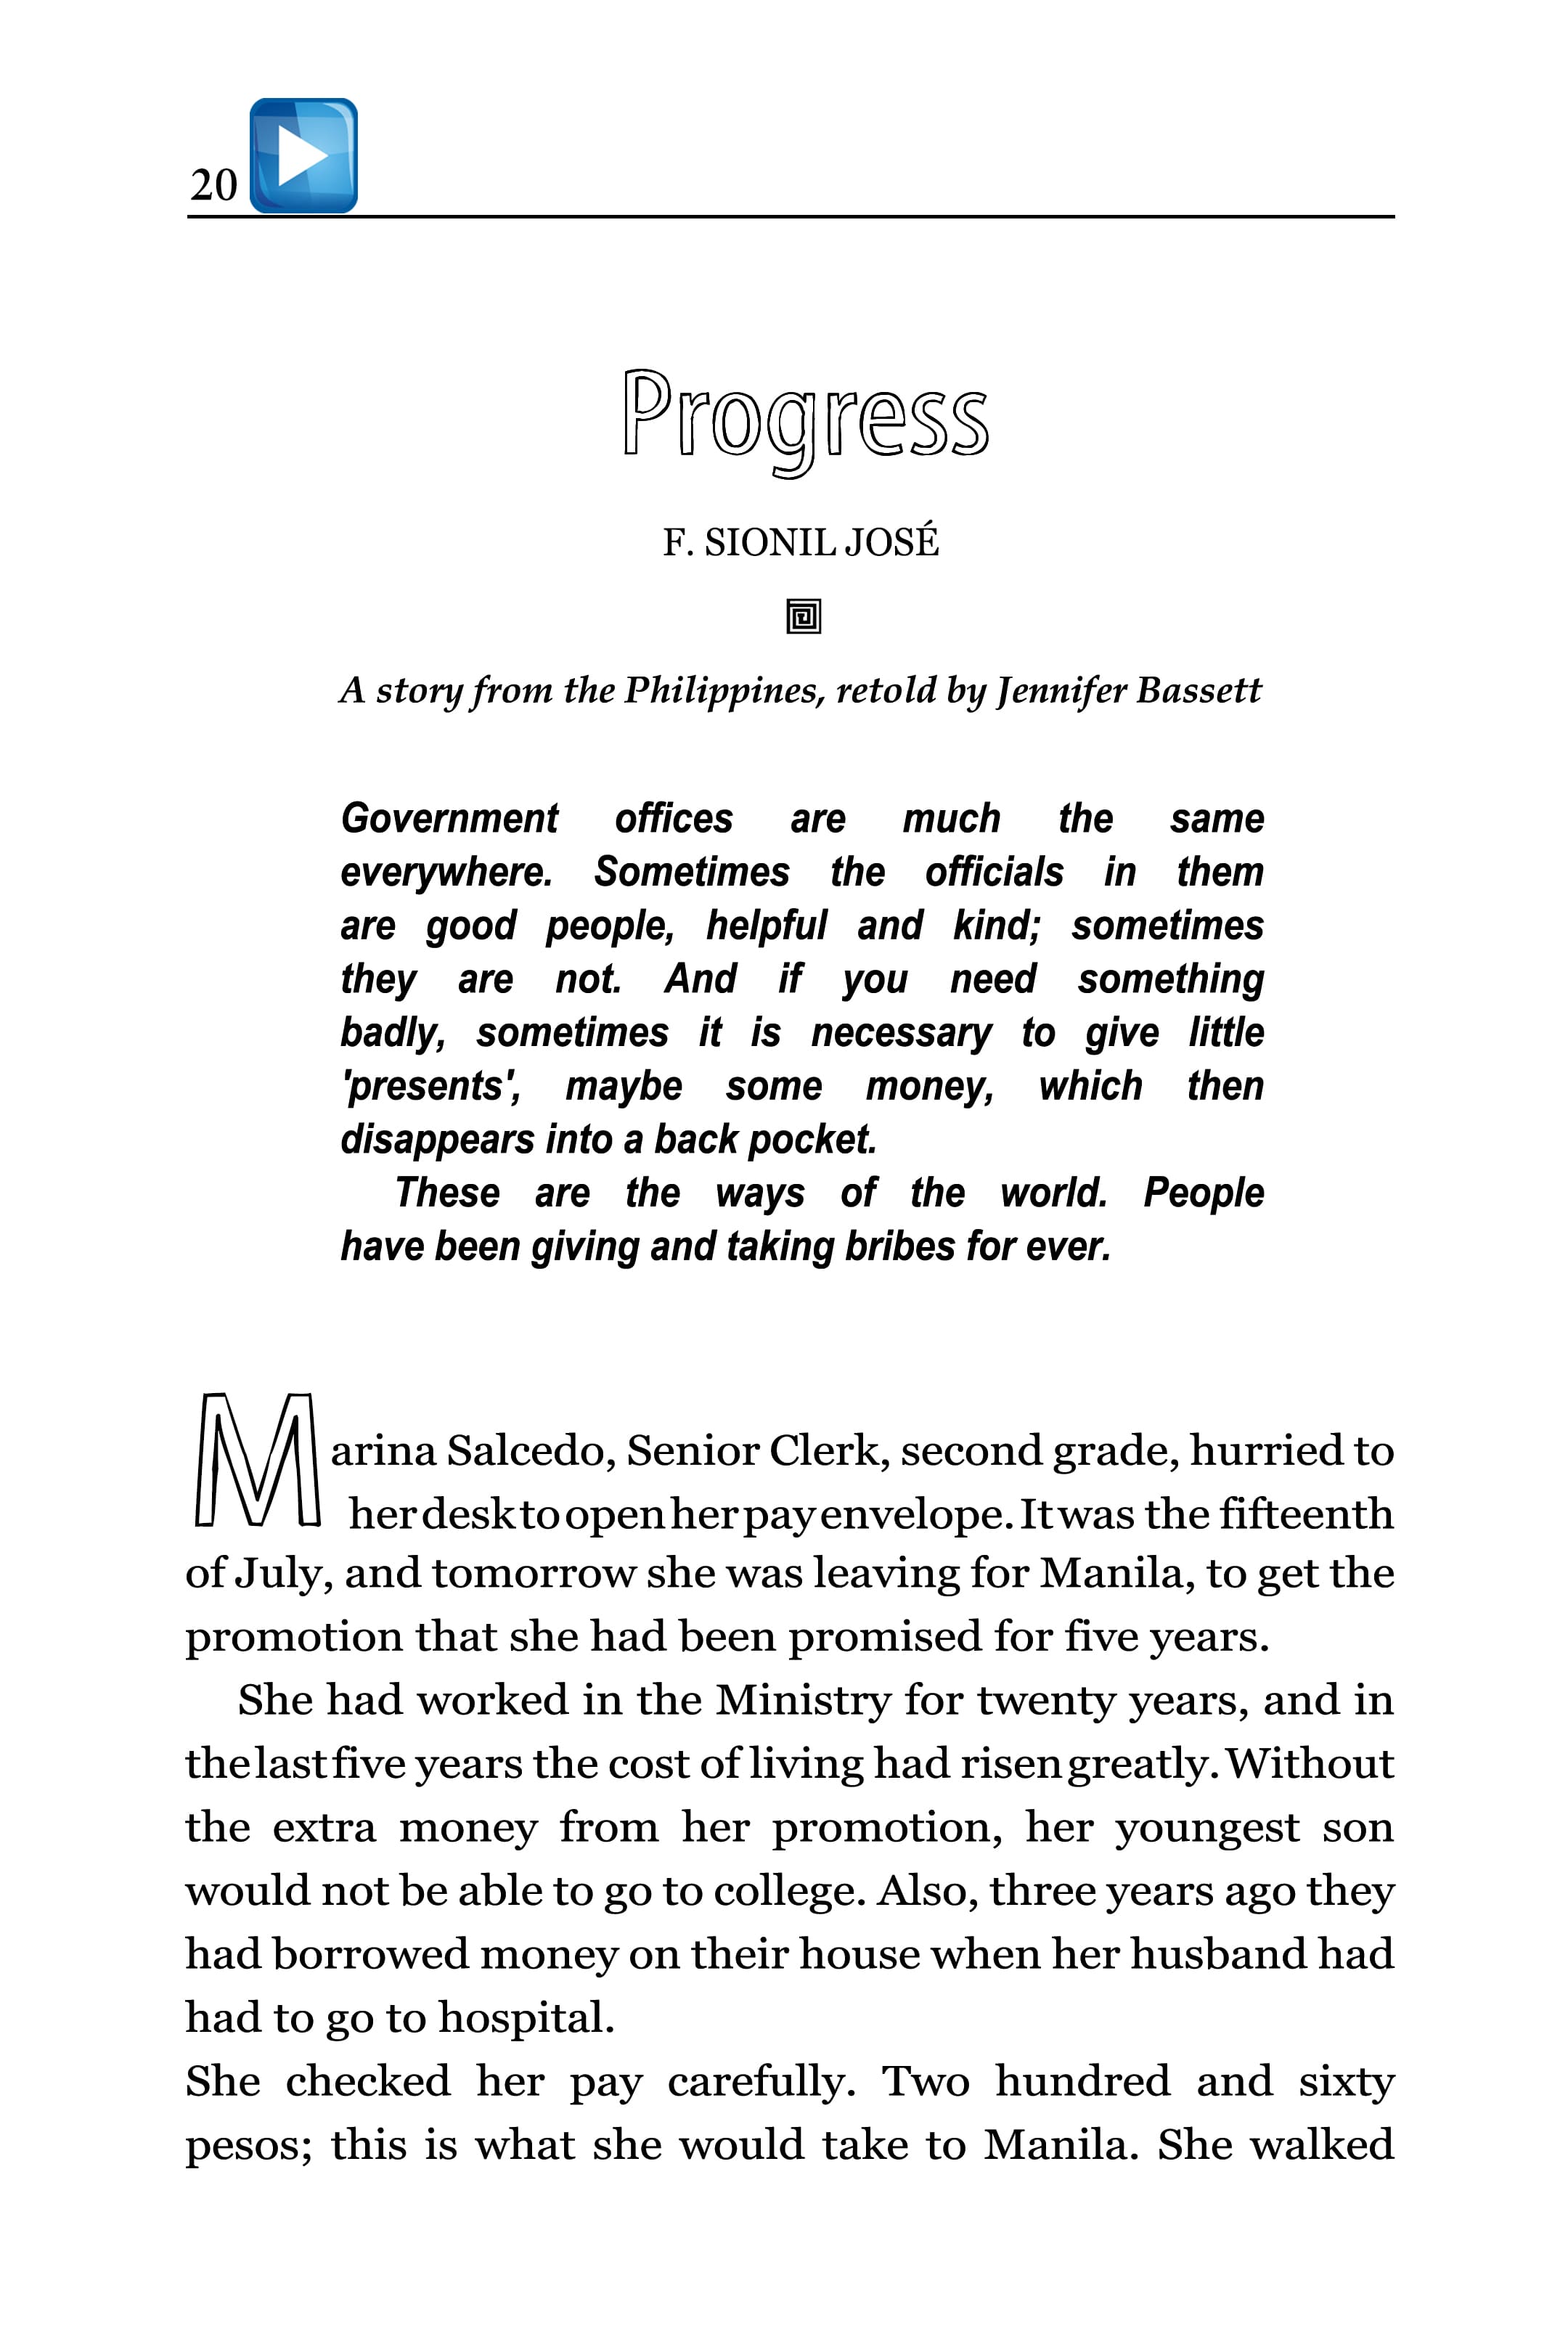 20
Progress
F. SIONIL JOSÉ
A story from the Philippines, retold by Jennifer Bassett
Government offices are much the same
everywhere. Sometimes the officials in them
are good people, helpful and kind; sometimes
they are not. And if you need something
badly, sometimes it is necessary to give little
'presents', maybe some money, which then
disappears into a back pocket.
These are the ways of the world. People
have been giving and taking bribes for ever.
Marina Salcedo, Senior Clerk, second grade, hurried to
her desk to open her pay envelope. It was the fifteenth
of July, and tomorrow she was leaving for Manila, to get the
promotion that she had been promised for five years.
She had worked in the Ministry for twenty years, and in
the last five years the cost of living had risen greatly. Without
the extra money from her promotion, her youngest son
would not be able to go to college. Also, three years ago they
had borrowed money on their house when her husband had
had to go to hospital.
She checked her pay carefully. Two hundred and sixty
pesos; this is what she would take to Manila. She walked